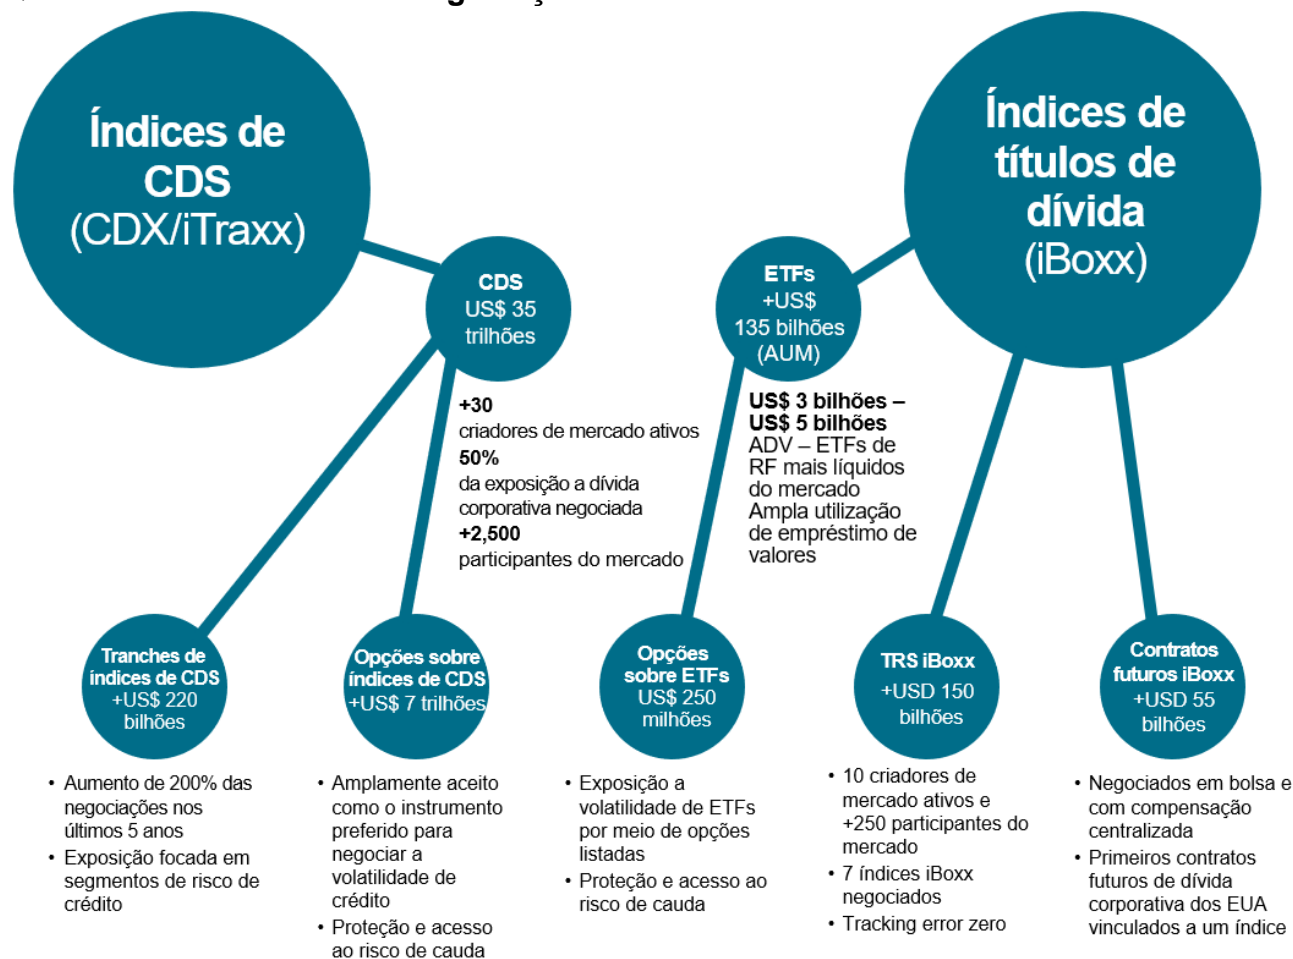 Índices de
CDS
(CDX/iTraxx)
Índices de
títulos de
dívida
(iBoxx)
CDS
US$ 35
trilhões
ETFs
+US$
135 bilhões
(AUM)
+30
criadores de mercado ativos
50%
da exposição a dívida
corporativa negociada
+2,500
participantes do mercado
US$ 3 bilhões –
US$ 5 bilhões
ADV – ETFs de
RF mais líquidos
do mercado
Ampla utilização
de empréstimo de
valores
Tranches de
índices de CDS
+US$ 220
bilhões
Opções sobre
índices de CDS
+US$ 7 trilhões
Opções
sobre ETFs
US$ 250
milhões
TRS iBoxx
+USD 150
bilhões
Contratos
futuros iBoxx
+USD 55
bilhões
• Aumento de 200% das
negociações nos
últimos 5 anos
• Exposição focada em
segmentos de risco de
crédito
• Amplamente aceito
como o instrumento
preferido para
negociar a
volatilidade de
crédito
• Proteção e acesso
ao risco de cauda
• Exposição a
volatilidade de ETFs
por meio de opções
listadas
• Proteção e acesso ao
risco de cauda
• 10 criadores de
mercado ativos e
+250 participantes do
mercado
• 7 índices iBoxx
negociados
• Tracking error zero
• Negociados em bolsa e
com compensação
centralizada
• Primeiros contratos
futuros de dívida
corporativa dos EUA
vinculados a um índice